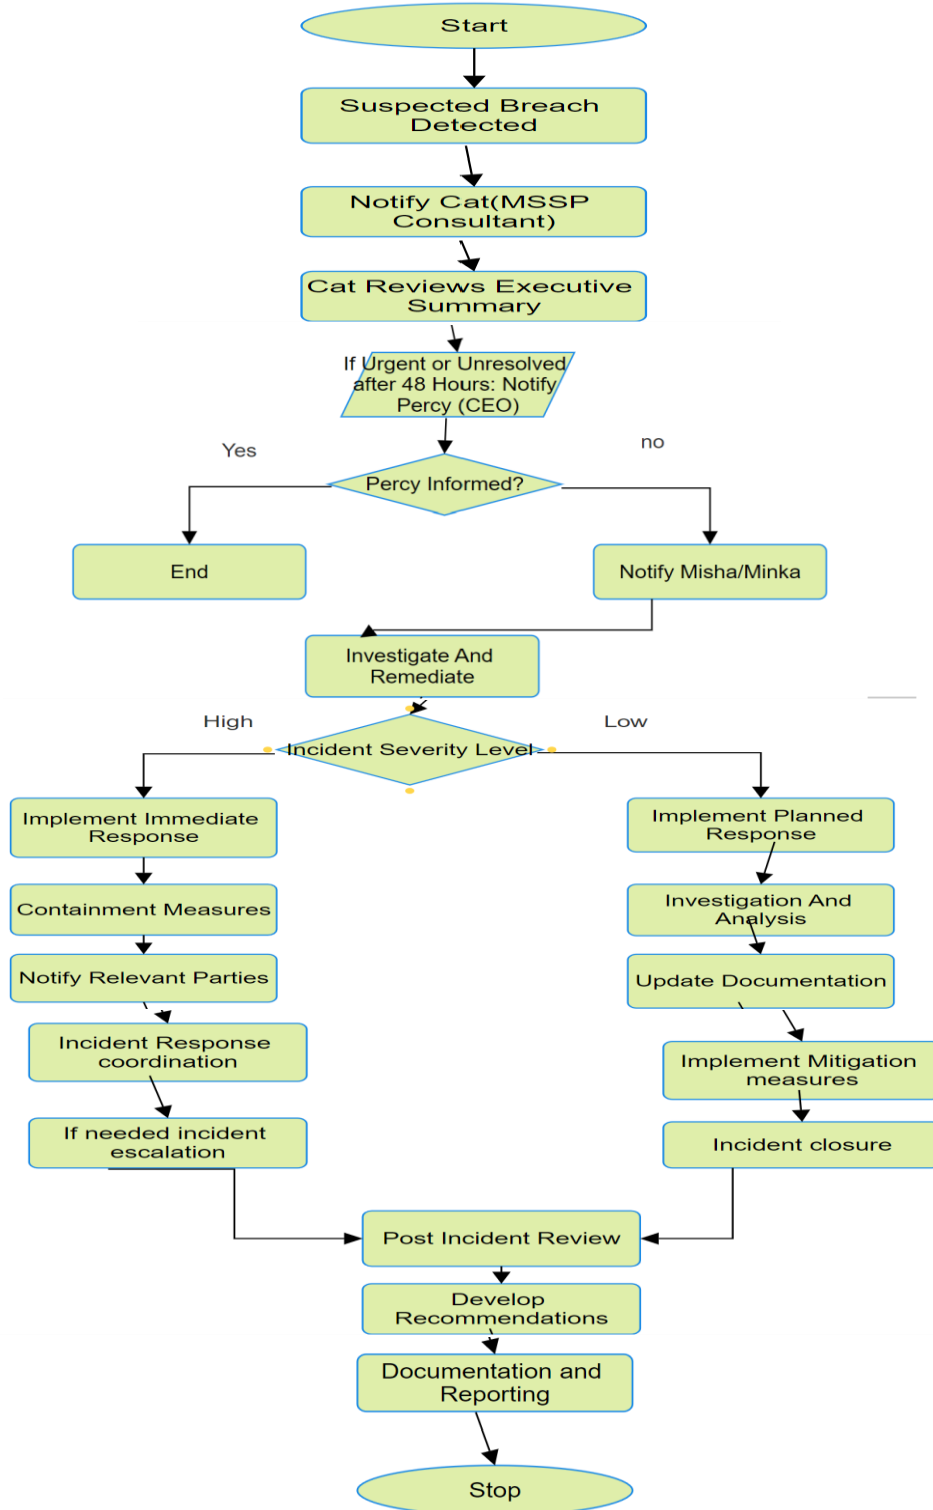 Start
Suspected Breach
Detected
Notify Cat(MSSP
Consultant)
Cat Reviews Executive
Summary
If Urgent or Unresolved
after 48 Hours: Notify
Percy (CEO)
Yes
no
Percy Informed?
End
Notify Misha/Minka
Investigate And
Remediate
High
Low
Incident Severity Level
Implement Immediate
Response
Implement Planned
Response
Containment Measures
Investigation And
Analysis
Notify Relevant Parties
Update Documentation
Incident Response
coordination
Implement Mitigation
measures
If needed incident
escalation
Incident closure
Post Incident Review
Develop
Recommendations
Documentation and
Reporting
Stop